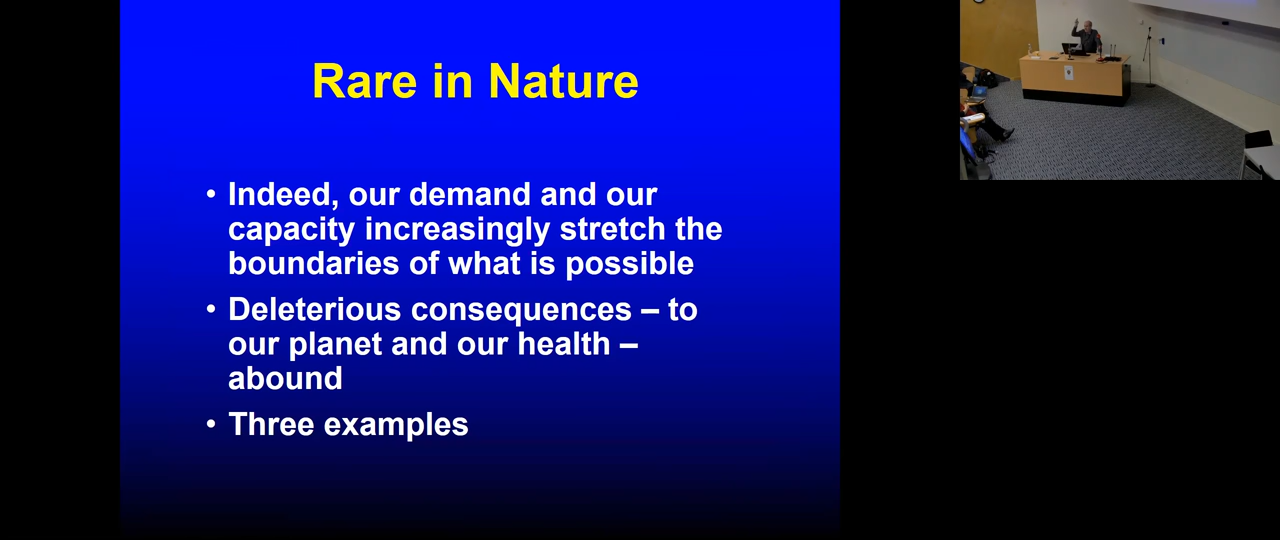 Rare in Nature
• Indeed, our demand and our
capacity increasingly stretch the
boundaries of what is possible
• Deleterious consequences – to
our planet and our health –
abound
• Three examples